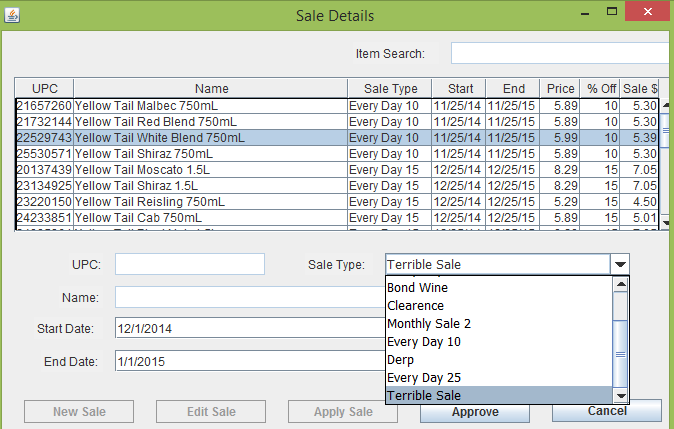 Sale Details
Item Search:
UPC Name Sale Type Start End Price % Off Sale $
21657260 Yellow Tail Malbec 750mL Every Day 10 11/25/14 11/25/15 5.89 10 5.30
21732144 Yellow Tail Red Blend 750mL Every Day 10 11/25/14 11/25/15 5.89 10 5.30
22529743 Yellow Tail White Blend 750mL Every Day 10 11/25/14 11/25/15 5.99 10 5.39
25530571 Yellow Tail Shiraz 750mL Every Day 10 11/25/14 11/25/15 5.89 10 5.30
20137439 Yellow Tail Moscato 1.5L Every Day 15 12/25/14 12/25/15 8.29 15 7.05
23134925 Yellow Tail Shiraz 1.5L Every Day 15 12/25/14 12/25/15 8.29 15 7.05
23220150 Yellow Tail Reisling 750mL Every Day 15 12/25/14 12/25/15 5.29 15 4.50
24233851 Yellow Tail Cab 750mL Every Day 15 12/25/14 12/25/15 5.89 15 5.01
UPC: Sale Type: Terrible Sale
Bond Wine
Name:
Clearence
Start Date: 12/1/2014
Monthly Sale 2
Every Day 10
End Date: 1/1/2015
Derp
Every Day 25
Terrible Sale
New Sale Edit Sale Apply Sale Approve Cancel